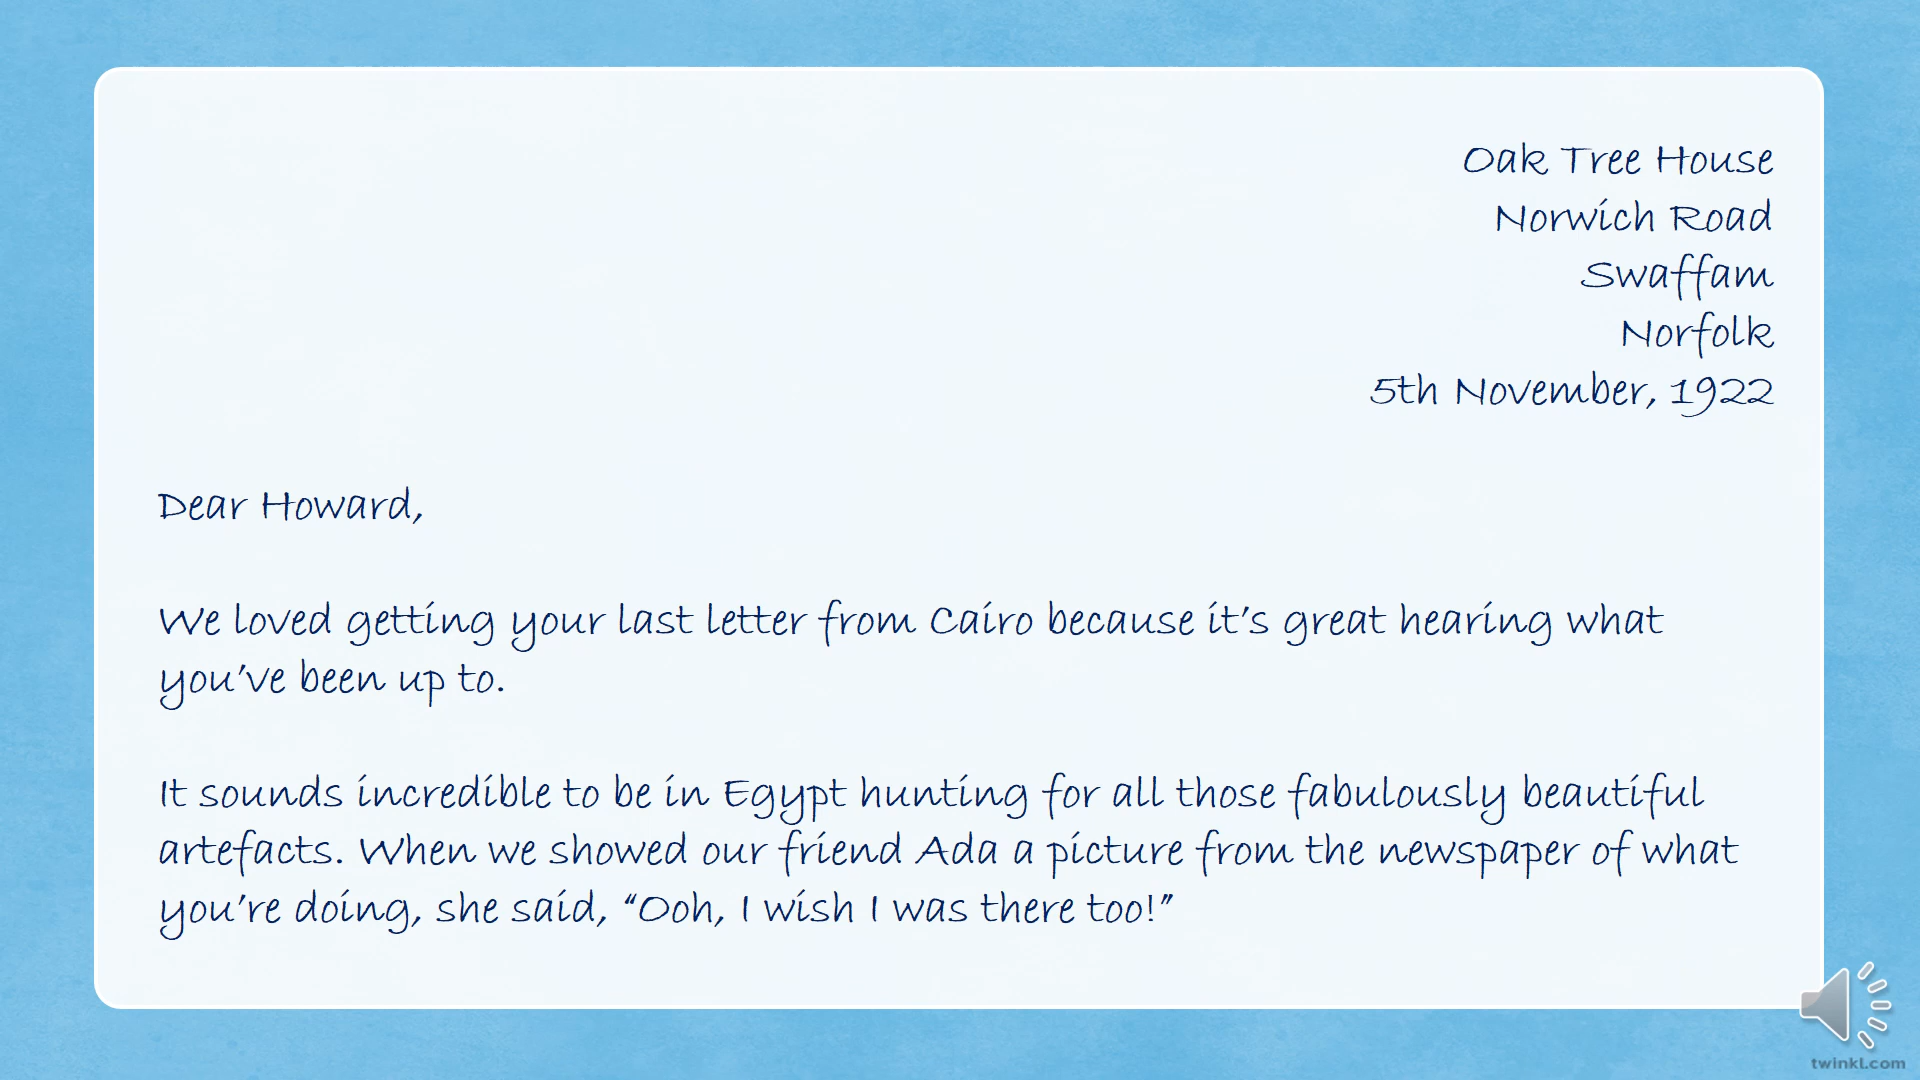 Oak Tree House
Norwich Road
Swaffam
Norfolk
5th November, 1922
Dear Howard,
We loved getting your last letter from Cairo because it's great hearing what
you've been up to.
It sounds incredible to be in Egypt hunting for all those fabulously beautiful
artefacts. When we showed our friend Ada a picture from the newspaper of what
you're doing, she said, “Ooh, I wish I was there too!”
twinkl.com